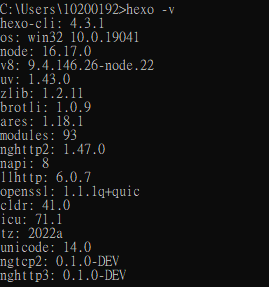 C:\Users\10200192>hexo -v
hexo-cli: 4.3.1
os: win32 10.0.19041
node: 16.17.0
v8: 9.4.146.26-node.22
uv: 1.43.0
zlib: 1.2.11
brotli: 1.0.9
ares: 1.18.1
modules: 93
nghttp2: 1.47.0
napi: 8
llhttp: 6.0.7
openssl: 1.1.1q+quic
cldr: 41.0
icu: 71.1
tz: 2022a
unicode: 14.0
ngtcp2: 0.1.0-DEV
nghttp3: 0.1.0-DEV